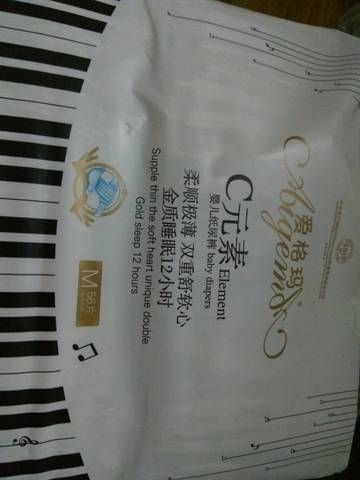 爱格玛
Aigema
C元素 Element
婴儿纸尿裤 baby diapers
柔顺极薄 双重舒软心
金质睡眠12小时
Supple thin the soft heart unique double
Gold sleep 12 hours
M 56片